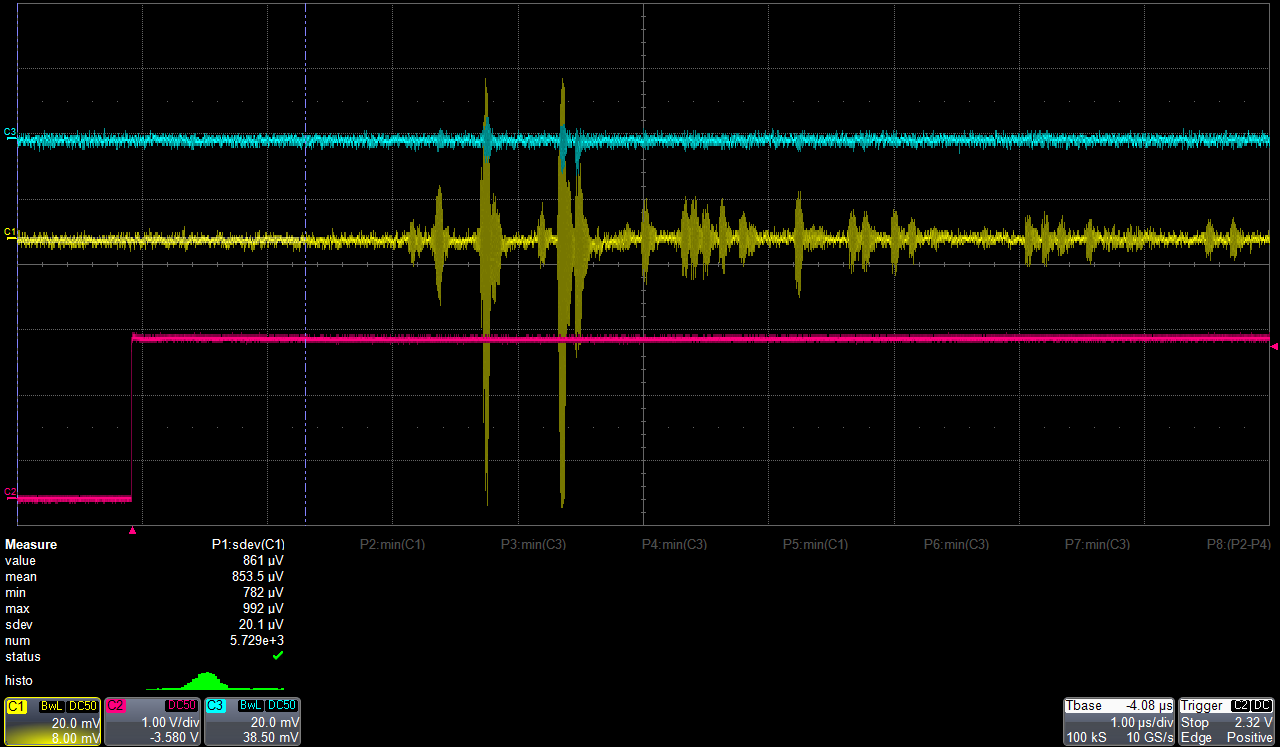 C3
C1
C2
Measure P1:sdev(C1) P2:min(C1) P3:min(C3) P4:min(C3) P5:min(C1) P6:min(C3) P7:min(C3) P8:(P2-P4)
value 861 µV
mean 853.5 µV
min 782 µV
max 992 µV
sdev 20.1 µV
num 5.729e+3
status
histo
C1 BwL DC50 C2 DC50 C3 BwL DC50 Tbase -4.08 µs Trigger C2 DC
20.0 mV 1.00 V/div 20.0 mV 1.00 µs/div Stop 2.32 V
8.00 mV -3.580 V 38.50 mV 100 kS 10 GS/s Edge Positive